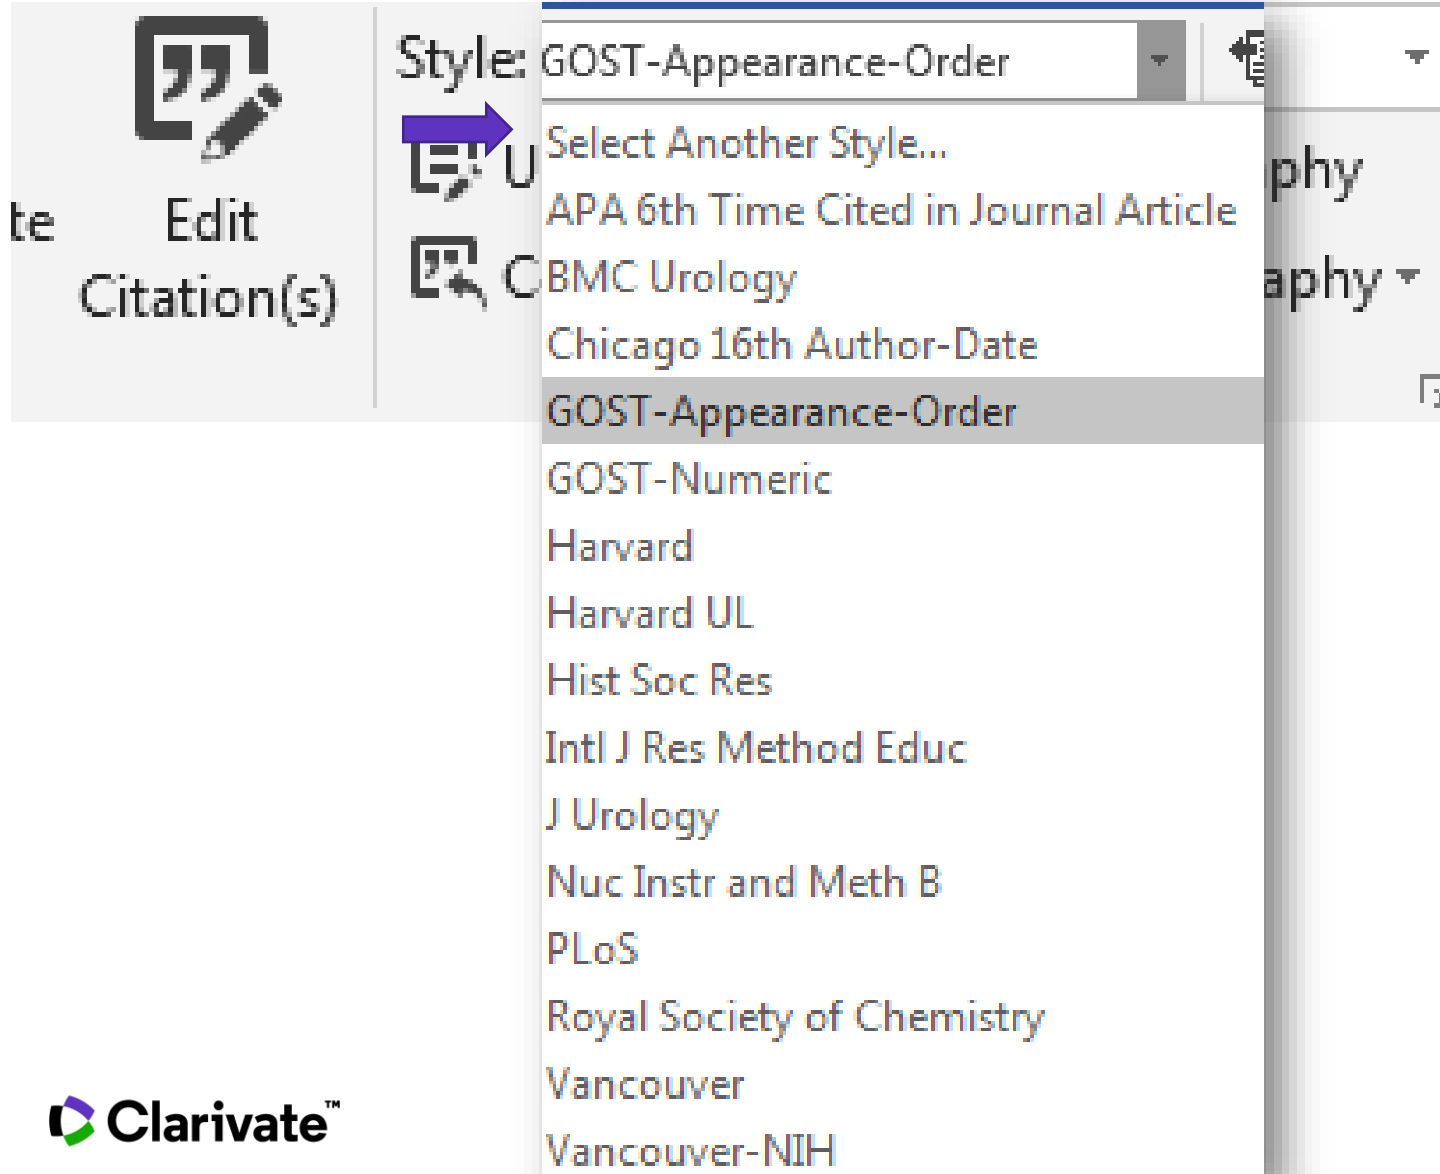 te
Edit
Citation(s)
Style:
GOST-Appearance-Order
U
C
phy
aphy
Select Another Style...
APA 6th Time Cited in Journal Article
BMC Urology
Chicago 16th Author-Date
GOST-Appearance-Order
GOST-Numeric
Harvard
Harvard UL
Hist Soc Res
Intl J Res Method Educ
J Urology
Nuc Instr and Meth B
PLoS
Royal Society of Chemistry
Vancouver
Vancouver-NIH
Clarivate™